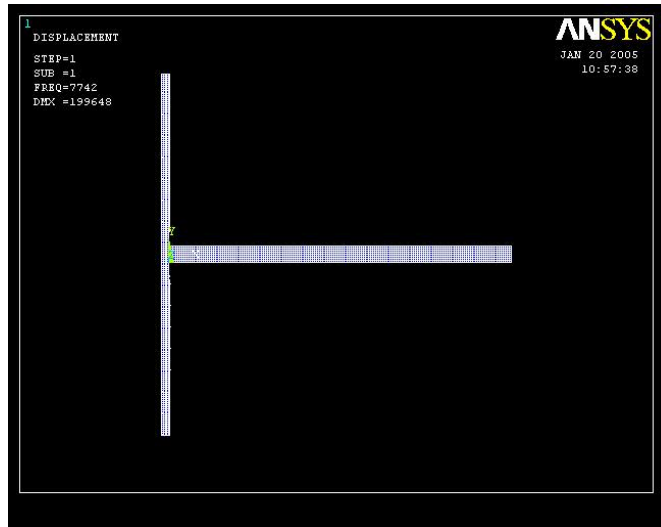 1
DISPLACEMENT
STEP=1
SUB =1
FREQ=7742
DMX =199648
ANSYS
JAN 20 2005
10:57:38
Y
X